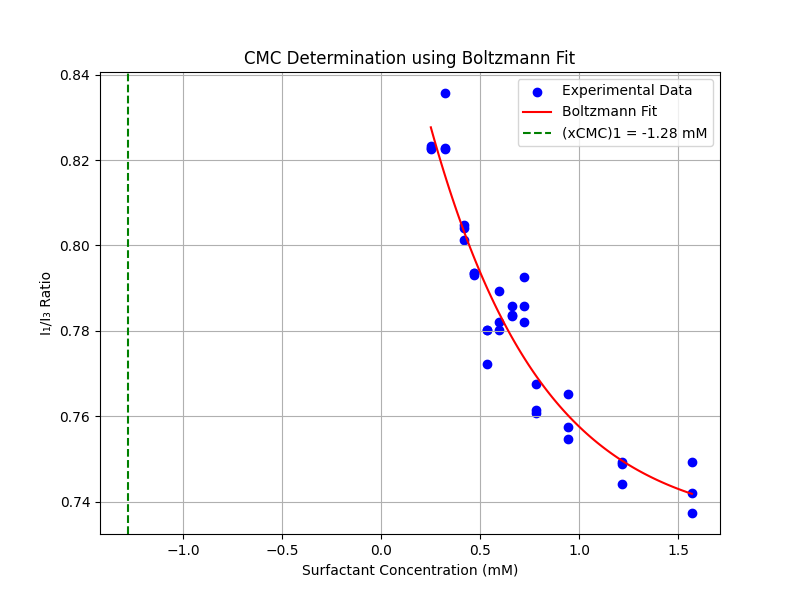 CMC Determination using Boltzmann Fit
Experimental Data
Boltzmann Fit
(xCMC)1 = -1.28 mM
0.84
0.82
0.80
0.78
0.76
0.74
I₁/I₃ Ratio
-1.0 -0.5 0.0 0.5 1.0 1.5
Surfactant Concentration (mM)